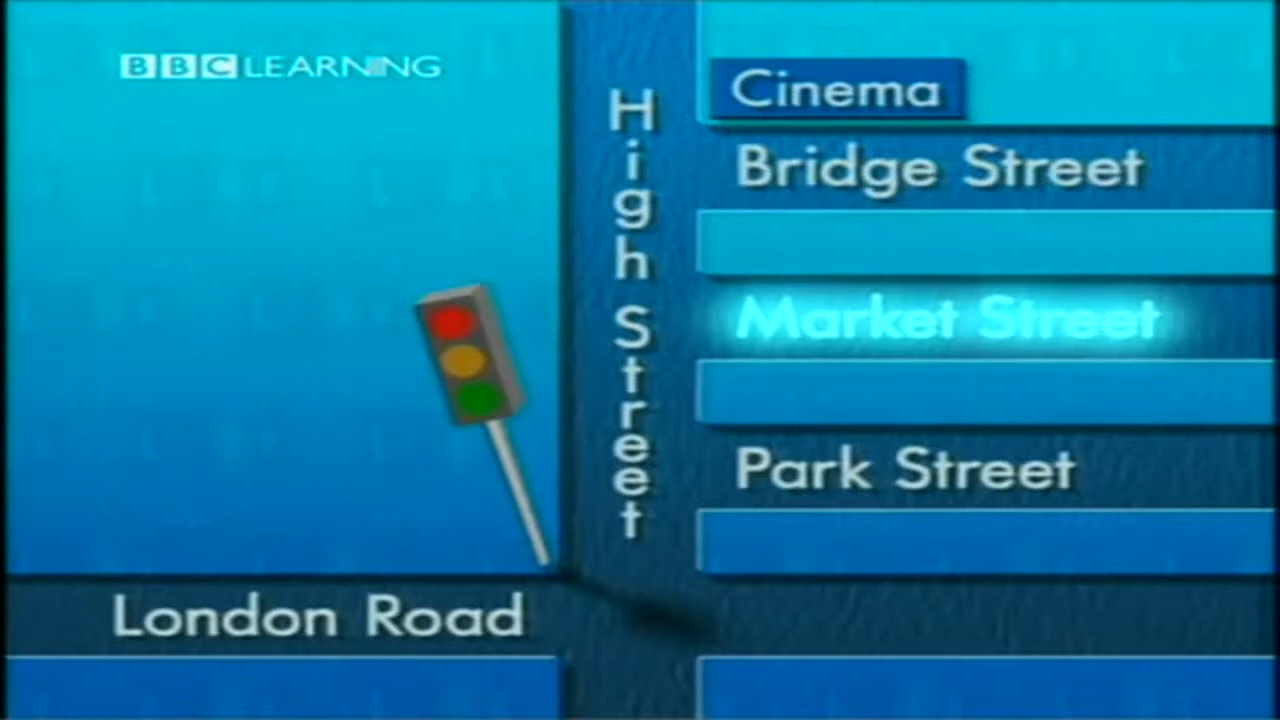 BBC LEARNING
Cinema
High Street
Bridge Street
Market Street
Park Street
London Road